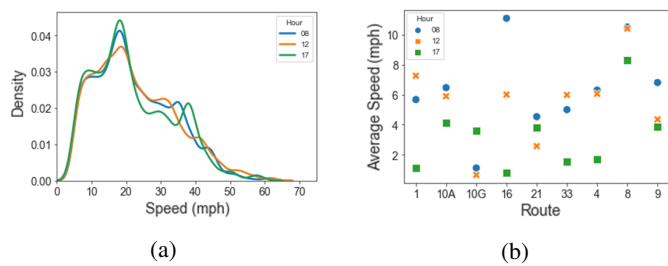 Hour
08
12
17
Density
0.04
0.03
0.02
0.01
0.00
0 10 20 30 40 50 60 70
Speed (mph)
(a)
Hour
08
12
17
Average Speed (mph)
10
8
6
4
2
1 10A 10G 16 21 33 4 8 9
Route
(b)